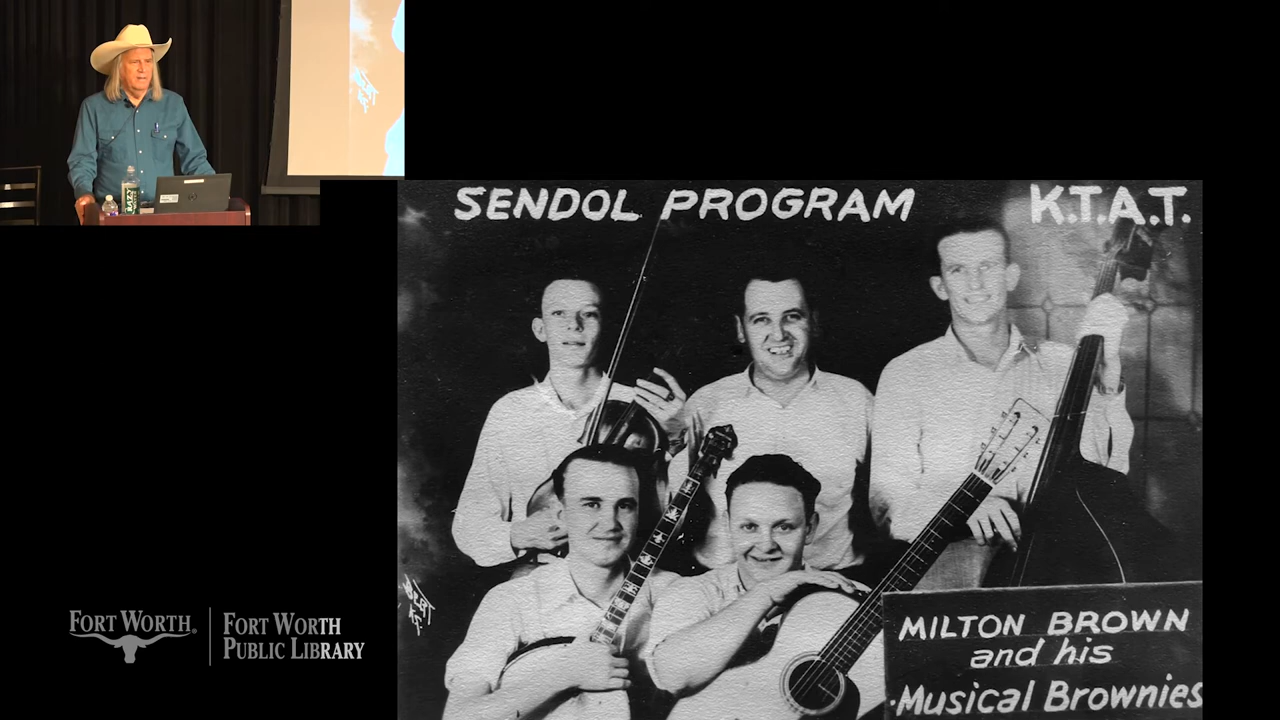 SENDOL PROGRAM K.T.A.T.
MILTON BROWN
and his
Musical Brownies
FORT WORTH®
FORT WORTH
PUBLIC LIBRARY